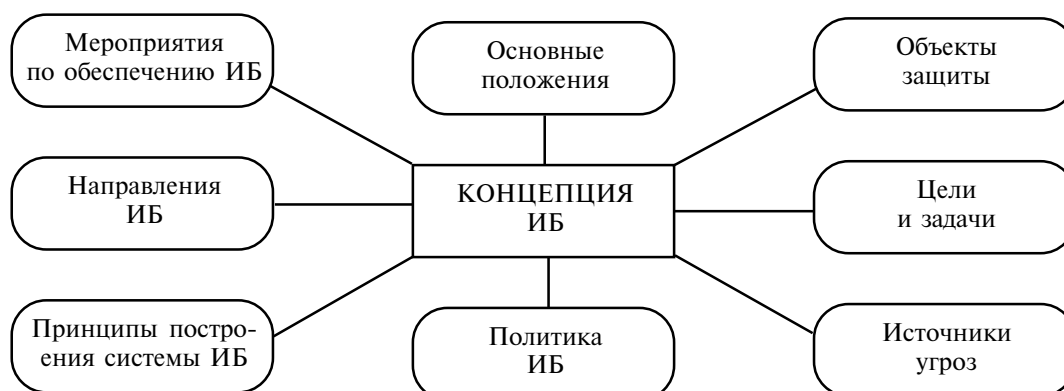 Мероприятия
по обеспечению ИБ
Основные
положения
Объекты
защиты
Направления
ИБ
КОНЦЕПЦИЯ
ИБ
Цели
и задачи
Принципы постро-
ения системы ИБ
Политика
ИБ
Источники
угроз